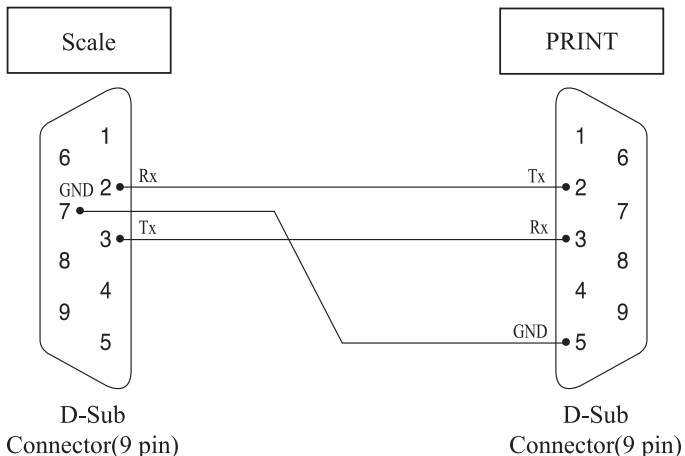 Scale
PRINT
1
6
Rx
GND 2
7
Tx
3
8
4
9
5
1
6
Tx
2
7
Rx
3
8
4
9
GND
5
D-Sub
Connector(9 pin)
D-Sub
Connector(9 pin)